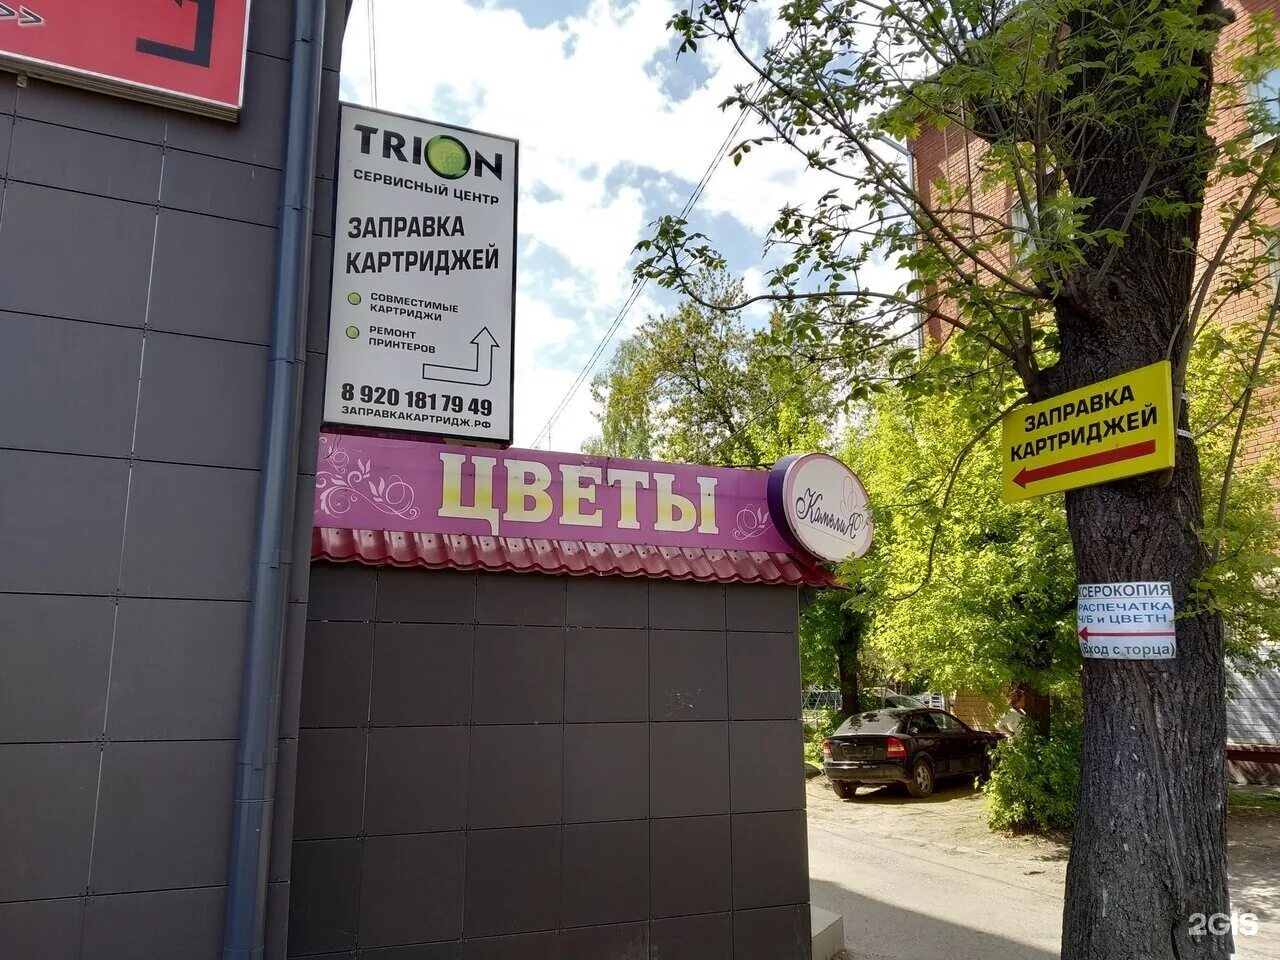 >>
TRION
СЕРВИСНЫЙ ЦЕНТР
ЗАПРАВКА
КАРТРИДЖЕЙ
СОВМЕСТИМЫЕ
КАРТРИДЖИ
РЕМОНТ
ПРИНТЕРОВ
8 920 181 79 49
ЗАПРАВКАКАРТРИДЖ.РФ
ЦВЕТЫ
КамелиЯ
ЗАПРАВКА
КАРТРИДЖЕЙ
КСЕРОКОПИЯ
РАСПЕЧАТКА
Ч/Б и ЦВЕТН.
(Вход с торца)
2GIS